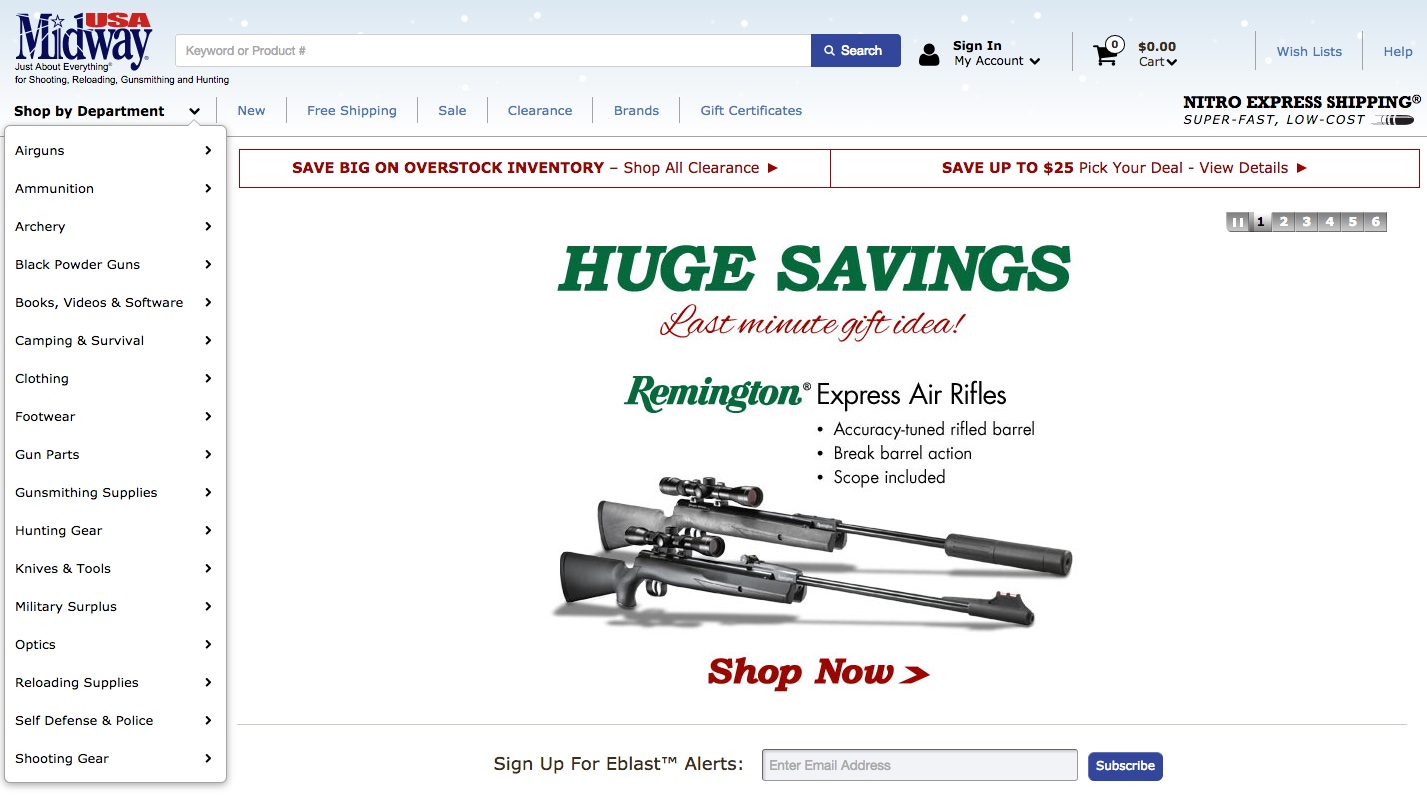 MidwayUSA
Just About Everything®
for Shooting, Reloading, Gunsmithing and Hunting
Keyword or Product #
Search
Sign In
My Account
0
$0.00
Cart
Wish Lists
Help
Shop by Department
New
Free Shipping
Sale
Clearance
Brands
Gift Certificates
NITRO EXPRESS SHIPPING®
SUPER-FAST, LOW-COST
Airguns
Ammunition
Archery
Black Powder Guns
Books, Videos & Software
Camping & Survival
Clothing
Footwear
Gun Parts
Gunsmithing Supplies
Hunting Gear
Knives & Tools
Military Surplus
Optics
Reloading Supplies
Self Defense & Police
Shooting Gear
SAVE BIG ON OVERSTOCK INVENTORY – Shop All Clearance ►
SAVE UP TO $25 Pick Your Deal - View Details ►
1 2 3 4 5 6
HUGE SAVINGS
Last minute gift idea!
Remington® Express Air Rifles
• Accuracy-tuned rifled barrel
• Break barrel action
• Scope included
Shop Now
Sign Up For Eblast™ Alerts:
Enter Email Address
Subscribe